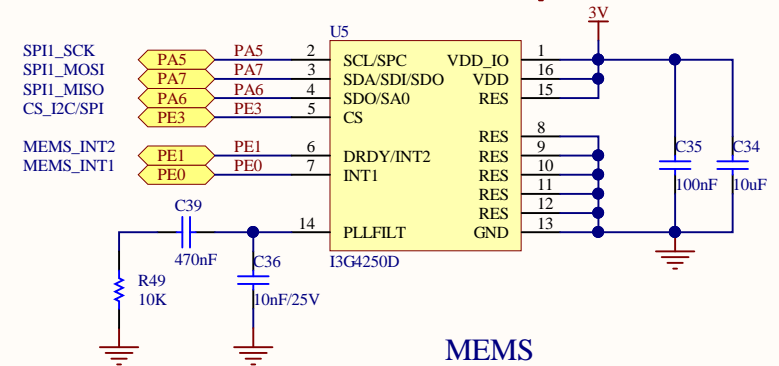 3V
U5
SPI1_SCK PA5 PA5 2 SCL/SPC VDD_IO 1
SPI1_MOSI PA7 PA7 3 SDA/SDI/SDO VDD 16
SPI1_MISO PA6 PA6 4 SDO/SA0 RES 15
CS_I2C/SPI PE3 PE3 5 CS
RES 8
MEMS_INT2 PE1 PE1 6 DRDY/INT2 RES 9
MEMS_INT1 PE0 PE0 7 INT1 RES 10
RES 11
RES 12
14 PLLFILT GND 13
I3G4250D
C35
100nF
C34
10uF
C39
470nF
C36
10nF/25V
R49
10K
MEMS